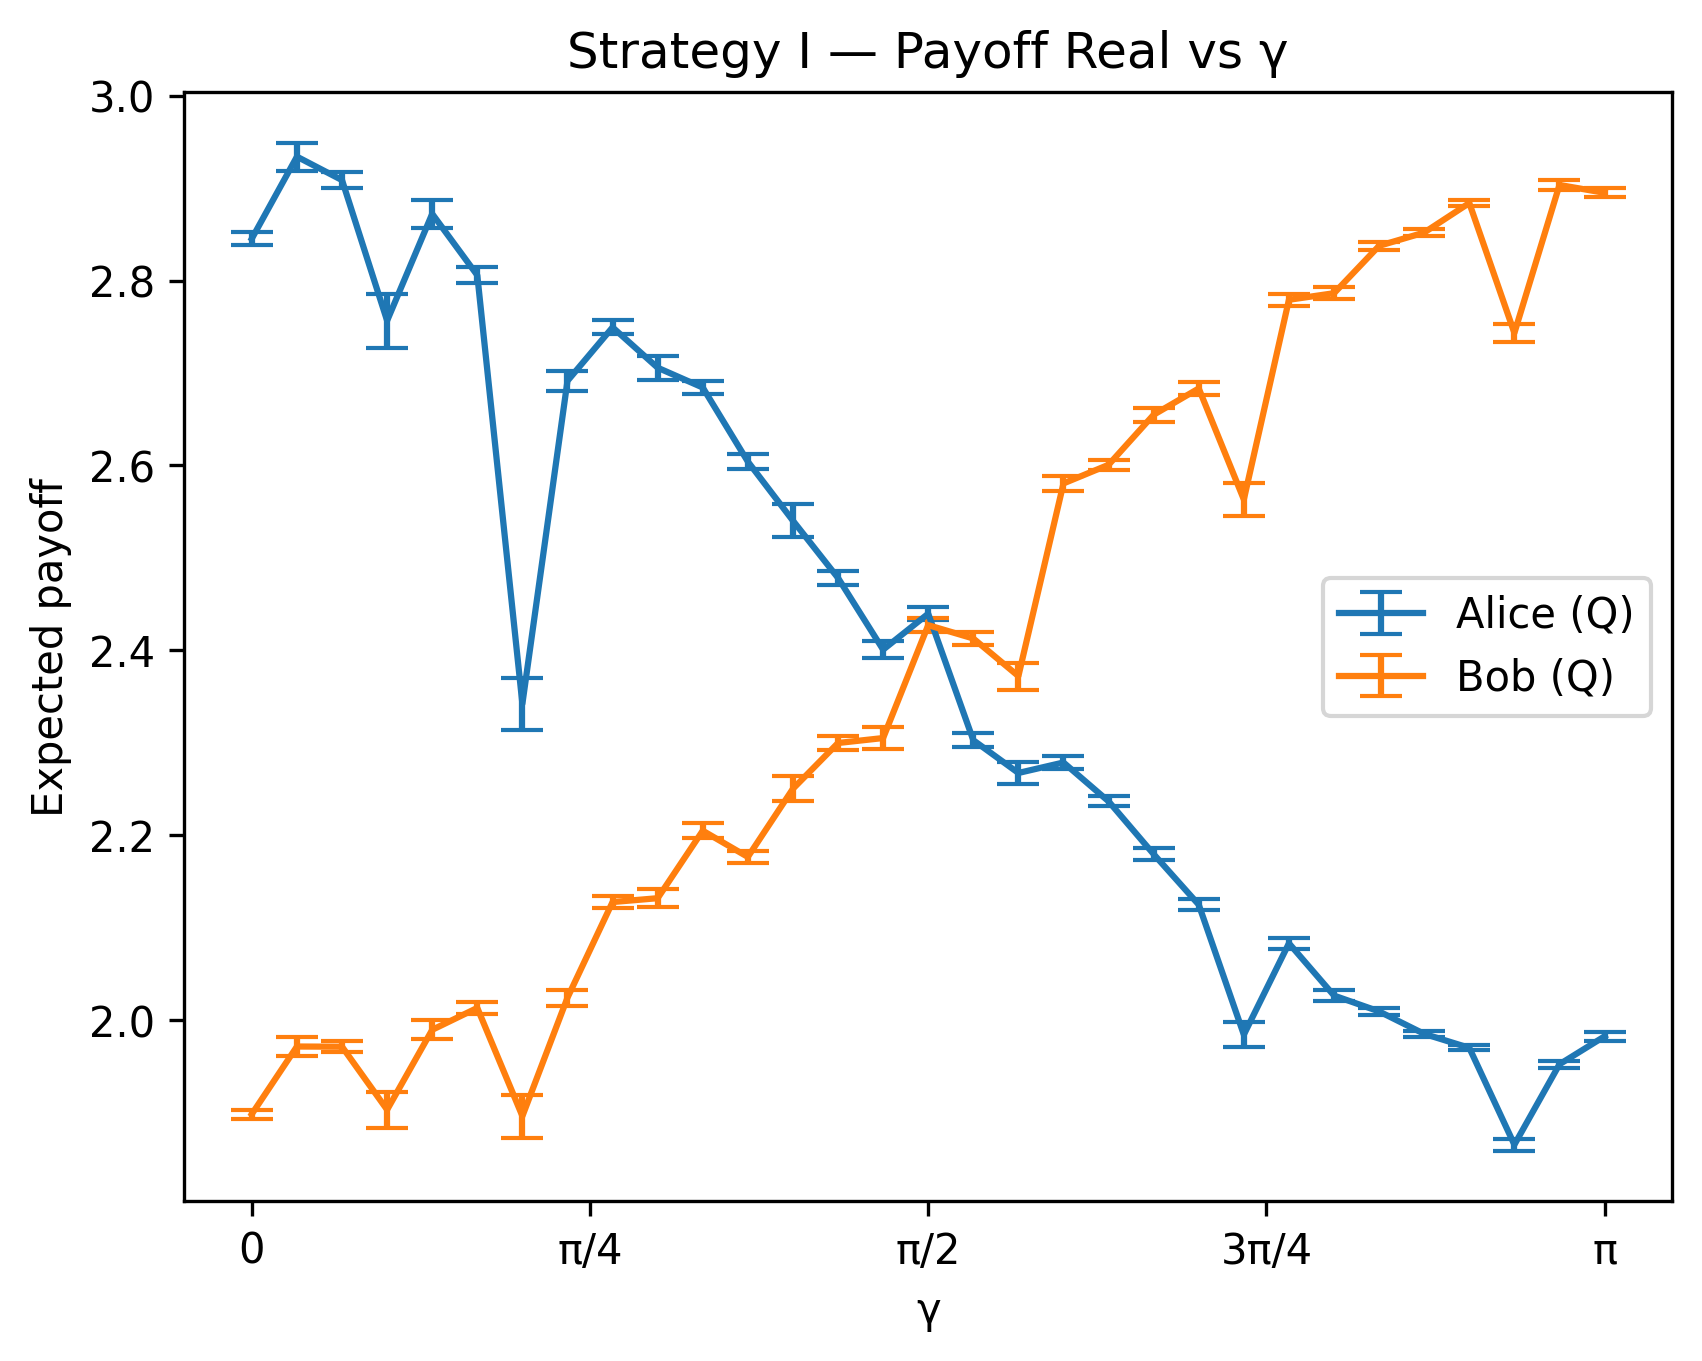 Strategy I — Payoff Real vs γ
Expected payoff
3.0
2.8
2.6
2.4
2.2
2.0
Alice (Q)
Bob (Q)
0
π/4
π/2
3π/4
π
γ